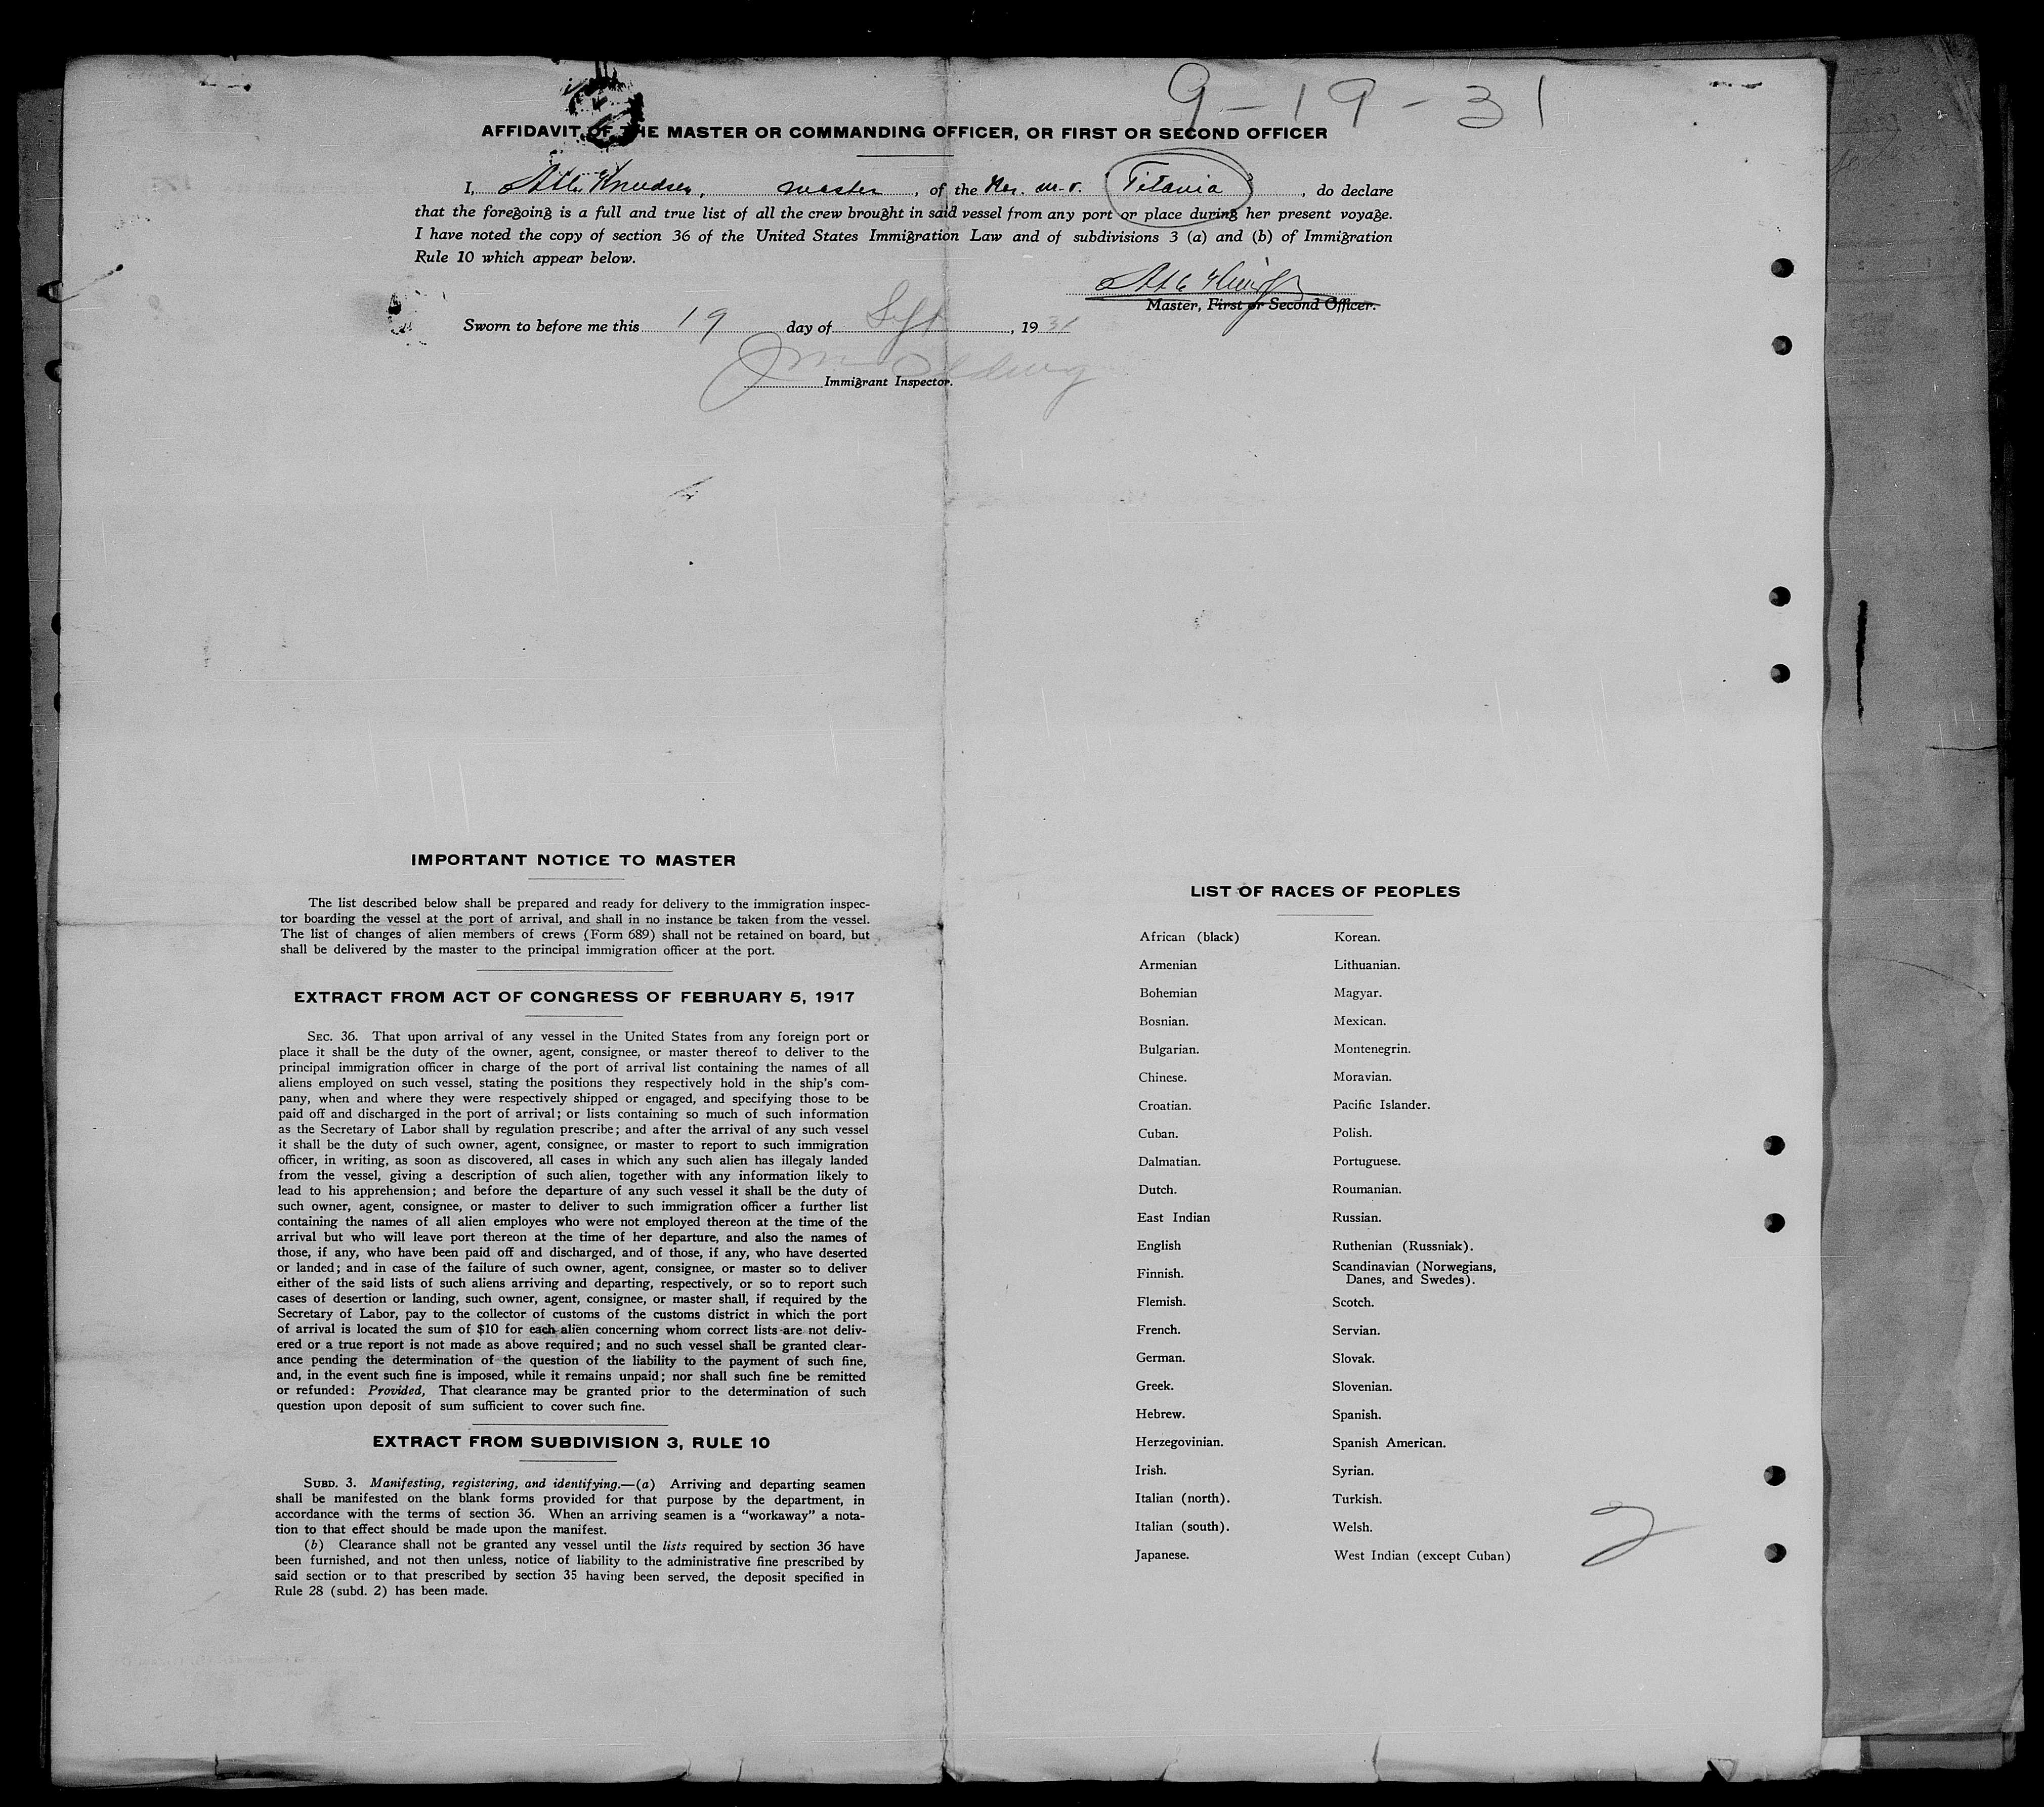 9-19-31
AFFIDAVIT OF THE MASTER OR COMMANDING OFFICER, OR FIRST OR SECOND OFFICER
I, Atle Knudsen, master, of the Nor. m.v. Titania, do declare
that the foregoing is a full and true list of all the crew brought in said vessel from any port or place during her present voyage.
I have noted the copy of section 36 of the United States Immigration Law and of subdivisions 3 (a) and (b) of Immigration
Rule 10 which appear below.
Master, First or Second Officer.
Sworn to before me this 19 day of Sept, 1931
Immigrant Inspector.
IMPORTANT NOTICE TO MASTER
The list described below shall be prepared and ready for delivery to the immigration inspec-
tor boarding the vessel at the port of arrival, and shall in no instance be taken from the vessel.
The list of changes of alien members of crews (Form 689) shall not be retained on board, but
shall be delivered by the master to the principal immigration officer at the port.
EXTRACT FROM ACT OF CONGRESS OF FEBRUARY 5, 1917
SEC. 36. That upon arrival of any vessel in the United States from any foreign port or
place it shall be the duty of the owner, agent, consignee, or master thereof to deliver to the
principal immigration officer in charge of the port of arrival list containing the names of all
aliens employed on such vessel, stating the positions they respectively hold in the ship's com-
pany, when and where they were respectively shipped or engaged, and specifying those to be
paid off and discharged in the port of arrival; or lists containing so much of such information
as the Secretary of Labor shall by regulation prescribe; and after the arrival of any such vessel
it shall be the duty of such owner, agent, consignee, or master to report to such immigration
officer, in writing, as soon as discovered, all cases in which any such alien has illegaly landed
from the vessel, giving a description of such alien, together with any information likely to
lead to his apprehension; and before the departure of any such vessel it shall be the duty of
such owner, agent, consignee, or master to deliver to such immigration officer a further list
containing the names of all alien employes who were not employed thereon at the time of the
arrival but who will leave port thereon at the time of her departure, and also the names of
those, if any, who have been paid off and discharged, and of those, if any, who have deserted
or landed; and in case of the failure of such owner, agent, consignee, or master so to deliver
either of the said lists of such aliens arriving and departing, respectively, or so to report such
cases of desertion or landing, such owner, agent, consignee, or master shall, if required by the
Secretary of Labor, pay to the collector of customs of the customs district in which the port
of arrival is located the sum of $10 for each alien concerning whom correct lists are not deliv-
ered or a true report is not made as above required; and no such vessel shall be granted clear-
ance pending the determination of the question of the liability to the payment of such fine,
and, in the event such fine is imposed, while it remains unpaid; nor shall such fine be remitted
or refunded: Provided, That clearance may be granted prior to the determination of such
question upon deposit of sum sufficient to cover such fine.
EXTRACT FROM SUBDIVISION 3, RULE 10
SUBD. 3. Manifesting, registering, and identifying.—(a) Arriving and departing seamen
shall be manifested on the blank forms provided for that purpose by the department, in
accordance with the terms of section 36. When an arriving seamen is a "workaway" a nota-
tion to that effect should be made upon the manifest.
(b) Clearance shall not be granted any vessel until the lists required by section 36 have
been furnished, and not then unless, notice of liability to the administrative fine prescribed by
said section or to that prescribed by section 35 having been served, the deposit specified in
Rule 28 (subd. 2) has been made.
LIST OF RACES OF PEOPLES
African (black) Korean.
Armenian Lithuanian.
Bohemian Magyar.
Bosnian. Mexican.
Bulgarian. Montenegrin.
Chinese. Moravian.
Croatian. Pacific Islander.
Cuban. Polish.
Dalmatian. Portuguese.
Dutch. Roumanian.
East Indian Russian.
English Ruthenian (Russniak).
Finnish. Scandinavian (Norwegians,
Danes, and Swedes).
Flemish. Scotch.
French. Servian.
German. Slovak.
Greek. Slovenian.
Hebrew. Spanish.
Herzegovinian. Spanish American.
Irish. Syrian.
Italian (north). Turkish.
Italian (south). Welsh.
Japanese. West Indian (except Cuban)
2